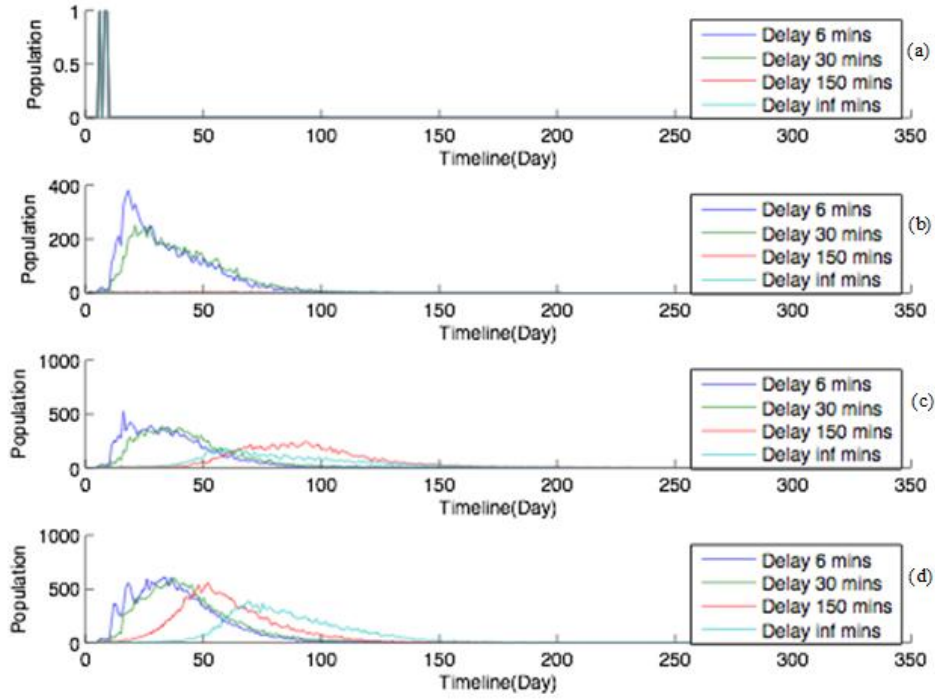 1
0.5
0
Population
0 50 100 150 200 250 300 350
Timeline(Day)
Delay 6 mins
Delay 30 mins
Delay 150 mins
Delay inf mins
(a)
400
200
0
Population
0 50 100 150 200 250 300 350
Timeline(Day)
Delay 6 mins
Delay 30 mins
Delay 150 mins
Delay inf mins
(b)
1000
500
0
Population
0 50 100 150 200 250 300 350
Timeline(Day)
Delay 6 mins
Delay 30 mins
Delay 150 mins
Delay inf mins
(c)
1000
500
0
Population
0 50 100 150 200 250 300 350
Timeline(Day)
Delay 6 mins
Delay 30 mins
Delay 150 mins
Delay inf mins
(d)